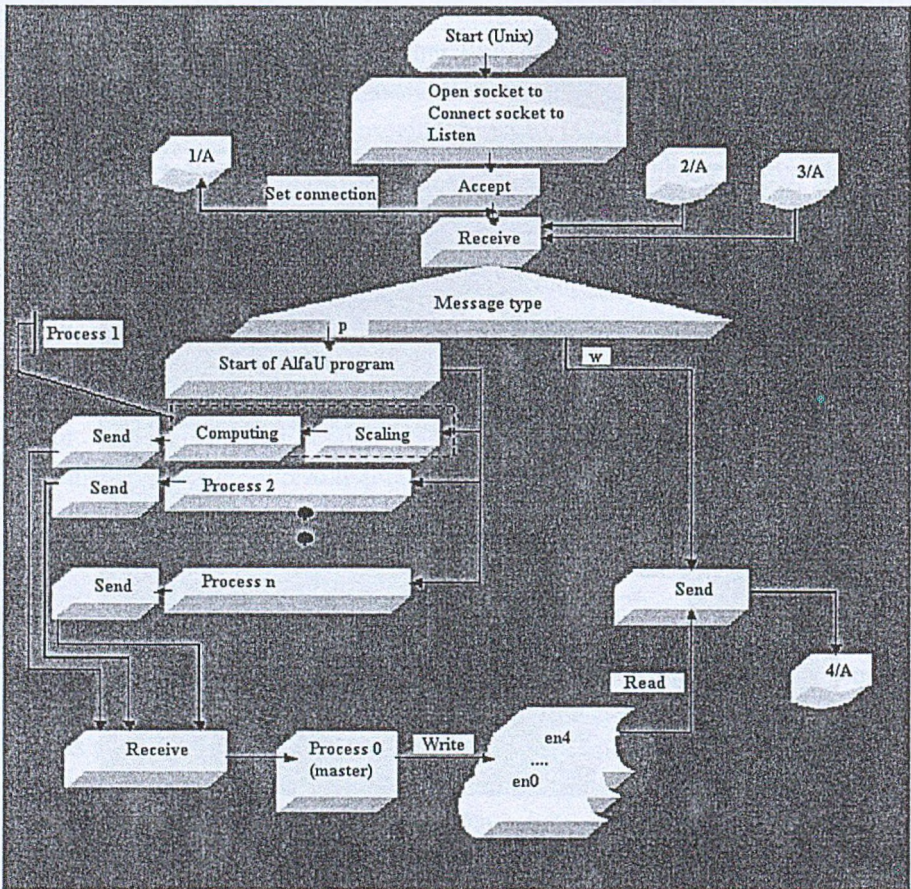 Start (Unix)
Open socket to
Connect socket to
Listen
1/A
2/A
3/A
Set connection
Accept
Receive
Message type
p
w
Process 1
Start of AlfaU program
Send
Computing
Scaling
Send
Process 2
Send
Process n
Send
4/A
Read
Receive
Process 0
(master)
Write
en4
....
en0